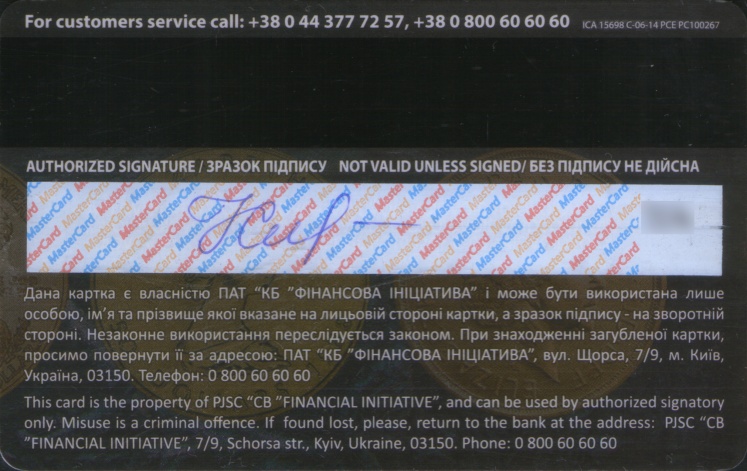 For customers service call: +38 0 44 377 72 57, +38 0 800 60 60 60 ICA 15698 C-06-14 PCE PC100267
AUTHORIZED SIGNATURE / ЗРАЗОК ПІДПИСУ NOT VALID UNLESS SIGNED/ БЕЗ ПІДПИСУ НЕ ДІЙСНА
MasterCard MasterCard MasterCard MasterCard MasterCard MasterCard
Дана картка є власністю ПАТ "КБ "ФІНАНСОВА ІНІЦІАТИВА" і може бути використана лише
особою, ім'я та прізвище якої вказане на лицьовій стороні картки, а зразок підпису - на зворотній
стороні. Незаконне використання переслідується законом. При знаходженні загубленої картки,
просимо повернути її за адресою: ПАТ "КБ "ФІНАНСОВА ІНІЦІАТИВА", вул. Щорса, 7/9, м. Київ,
Україна, 03150. Телефон: 0 800 60 60 60
This card is the property of PJSC "CB "FINANCIAL INITIATIVE", and can be used by authorized signatory
only. Misuse is a criminal offence. If found lost, please, return to the bank at the address: PJSC "CB
"FINANCIAL INITIATIVE", 7/9, Schorsa str., Kyiv, Ukraine, 03150. Phone: 0 800 60 60 60